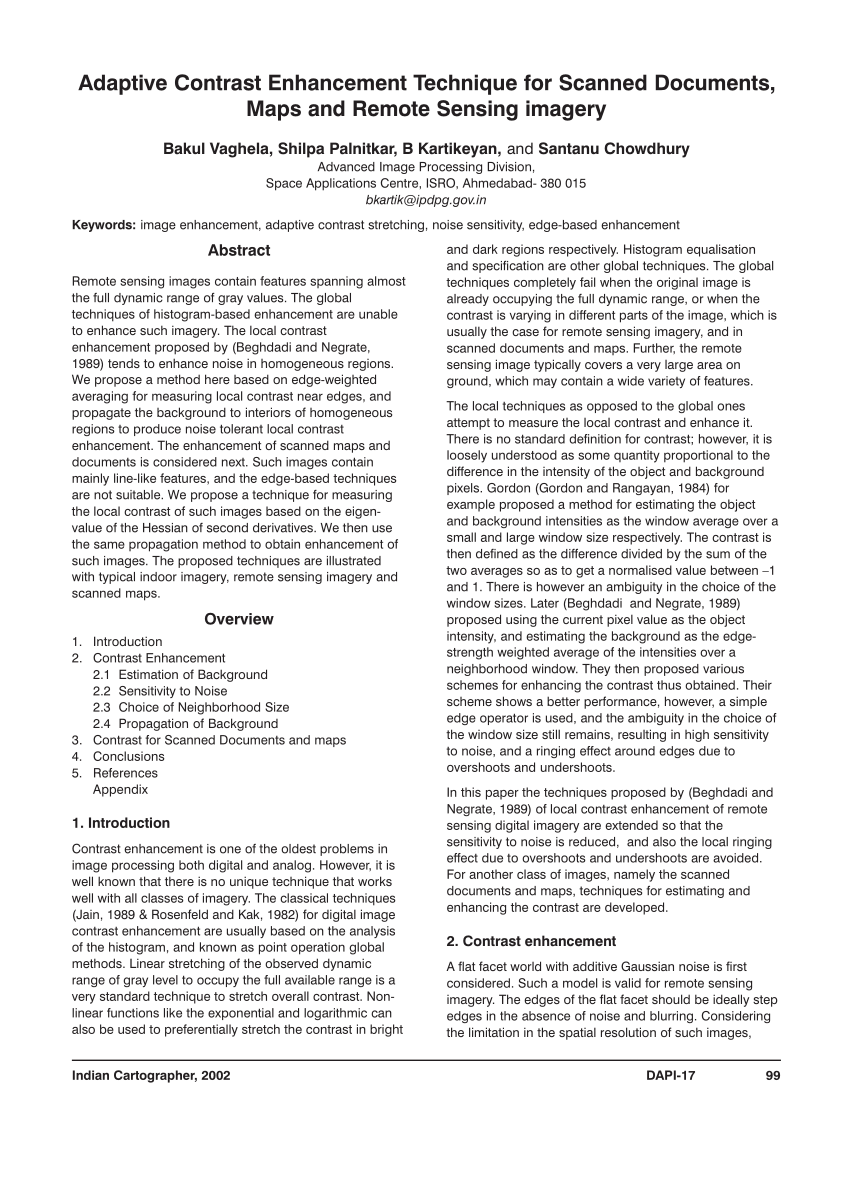 Adaptive Contrast Enhancement Technique for Scanned Documents,
Maps and Remote Sensing imagery
Bakul Vaghela, Shilpa Palnitkar, B Kartikeyan, and Santanu Chowdhury
Advanced Image Processing Division,
Space Applications Centre, ISRO, Ahmedabad- 380 015
bkartik@ipdpg.gov.in
Keywords: image enhancement, adaptive contrast stretching, noise sensitivity, edge-based enhancement
Abstract
Remote sensing images contain features spanning almost
the full dynamic range of gray values. The global
techniques of histogram-based enhancement are unable
to enhance such imagery. The local contrast
enhancement proposed by (Beghdadi and Negrate,
1989) tends to enhance noise in homogeneous regions.
We propose a method here based on edge-weighted
averaging for measuring local contrast near edges, and
propagate the background to interiors of homogeneous
regions to produce noise tolerant local contrast
enhancement. The enhancement of scanned maps and
documents is considered next. Such images contain
mainly line-like features, and the edge-based techniques
are not suitable. We propose a technique for measuring
the local contrast of such images based on the eigen-
value of the Hessian of second derivatives. We then use
the same propagation method to obtain enhancement of
such images. The proposed techniques are illustrated
with typical indoor imagery, remote sensing imagery and
scanned maps.
Overview
1. Introduction
2. Contrast Enhancement
2.1 Estimation of Background
2.2 Sensitivity to Noise
2.3 Choice of Neighborhood Size
2.4 Propagation of Background
3. Contrast for Scanned Documents and maps
4. Conclusions
5. References
Appendix
1. Introduction
Contrast enhancement is one of the oldest problems in
image processing both digital and analog. However, it is
well known that there is no unique technique that works
well with all classes of imagery. The classical techniques
(Jain, 1989 & Rosenfeld and Kak, 1982) for digital image
contrast enhancement are usually based on the analysis
of the histogram, and known as point operation global
methods. Linear stretching of the observed dynamic
range of gray level to occupy the full available range is a
very standard technique to stretch overall contrast. Non-
linear functions like the exponential and logarithmic can
also be used to preferentially stretch the contrast in bright
and dark regions respectively. Histogram equalisation
and specification are other global techniques. The global
techniques completely fail when the original image is
already occupying the full dynamic range, or when the
contrast is varying in different parts of the image, which is
usually the case for remote sensing imagery, and in
scanned documents and maps. Further, the remote
sensing image typically covers a very large area on
ground, which may contain a wide variety of features.
The local techniques as opposed to the global ones
attempt to measure the local contrast and enhance it.
There is no standard definition for contrast; however, it is
loosely understood as some quantity proportional to the
difference in the intensity of the object and background
pixels. Gordon (Gordon and Rangayan, 1984) for
example proposed a method for estimating the object
and background intensities as the window average over a
small and large window size respectively. The contrast is
then defined as the difference divided by the sum of the
two averages so as to get a normalised value between –1
and 1. There is however an ambiguity in the choice of the
window sizes. Later (Beghdadi and Negrate, 1989)
proposed using the current pixel value as the object
intensity, and estimating the background as the edge-
strength weighted average of the intensities over a
neighborhood window. They then proposed various
schemes for enhancing the contrast thus obtained. Their
scheme shows a better performance, however, a simple
edge operator is used, and the ambiguity in the choice of
the window size still remains, resulting in high sensitivity
to noise, and a ringing effect around edges due to
overshoots and undershoots.
In this paper the techniques proposed by (Beghdadi and
Negrate, 1989) of local contrast enhancement of remote
sensing digital imagery are extended so that the
sensitivity to noise is reduced, and also the local ringing
effect due to overshoots and undershoots are avoided.
For another class of images, namely the scanned
documents and maps, techniques for estimating and
enhancing the contrast are developed.
2. Contrast enhancement
A flat facet world with additive Gaussian noise is first
considered. Such a model is valid for remote sensing
imagery. The edges of the flat facet should be ideally step
edges in the absence of noise and blurring. Considering
the limitation in the spatial resolution of such images,
Indian Cartographer, 2002 DAPI-17 99